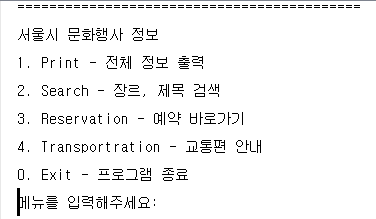 =============================================
서울시 문화행사 정보
1. Print - 전체 정보 출력
2. Search - 장르, 제목 검색
3. Reservation - 예약 바로가기
4. Transportration - 교통편 안내
0. Exit - 프로그램 종료
메뉴를 입력해주세요: